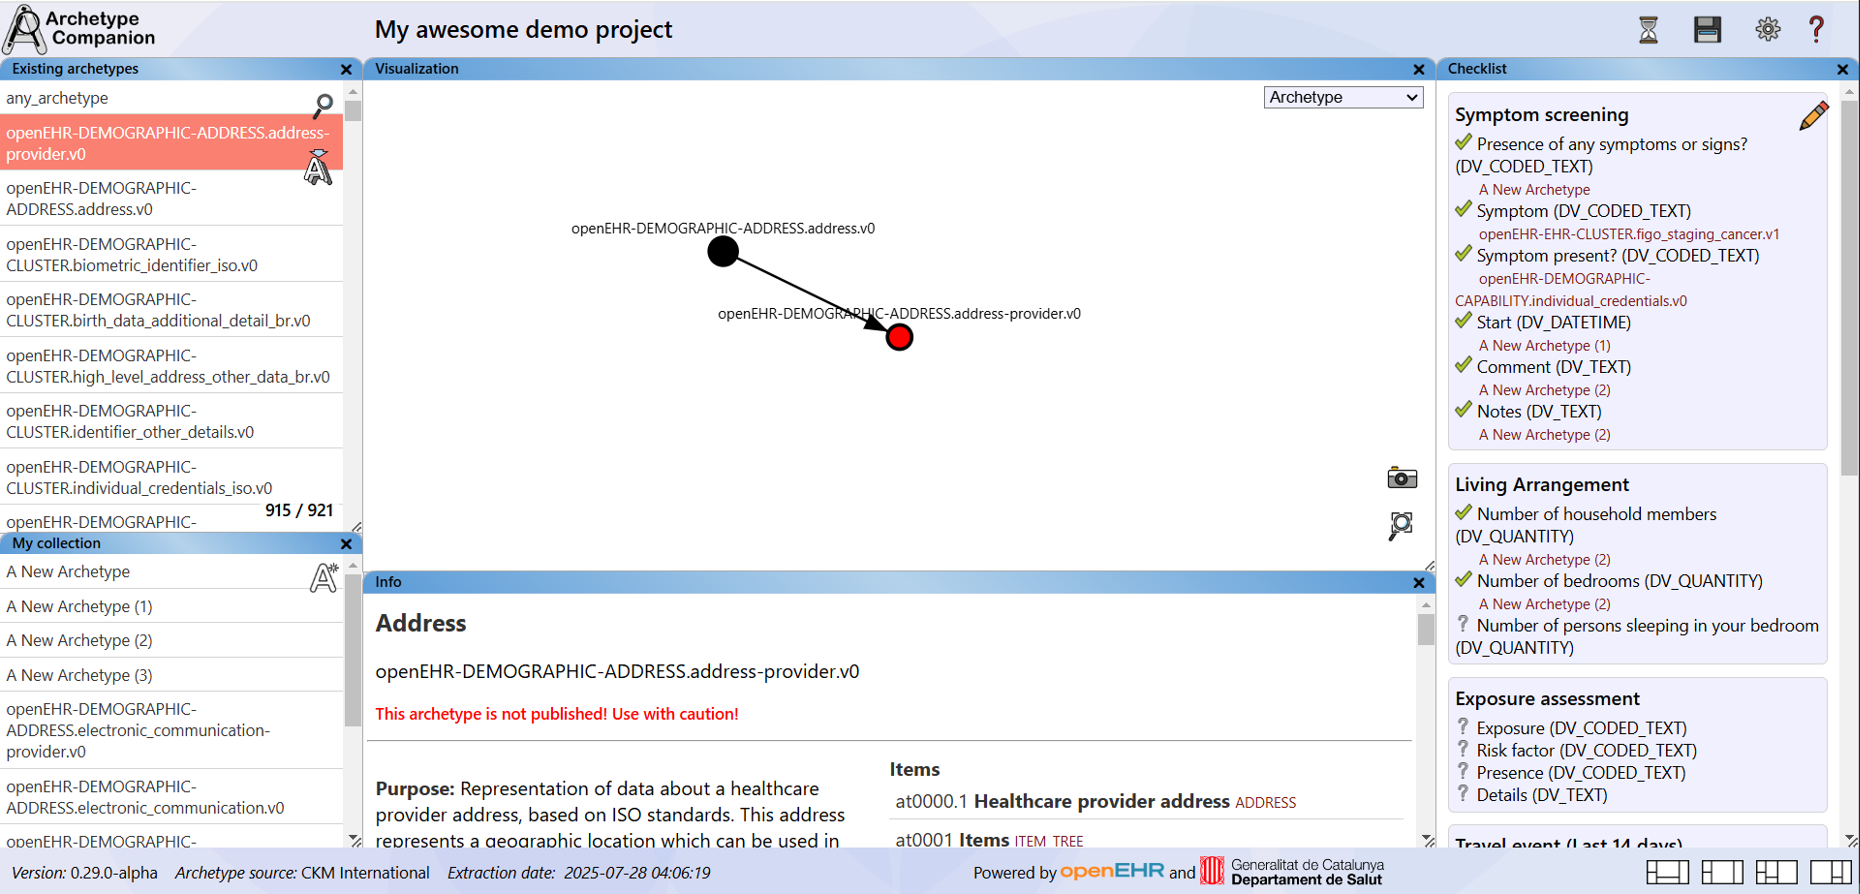 Archetype
Companion
My awesome demo project
Existing archetypes
any_archetype
openEHR-DEMOGRAPHIC-ADDRESS.address-
provider.v0
openEHR-DEMOGRAPHIC-
ADDRESS.address.v0
openEHR-DEMOGRAPHIC-
CLUSTER.biometric_identifier_iso.v0
openEHR-DEMOGRAPHIC-
CLUSTER.birth_data_additional_detail_br.v0
openEHR-DEMOGRAPHIC-
CLUSTER.high_level_address_other_data_br.v0
openEHR-DEMOGRAPHIC-
CLUSTER.identifier_other_details.v0
openEHR-DEMOGRAPHIC-
CLUSTER.individual_credentials_iso.v0
915 / 921
openEHR-DEMOGRAPHIC-
My collection
A New Archetype
A New Archetype (1)
A New Archetype (2)
A New Archetype (3)
openEHR-DEMOGRAPHIC-
ADDRESS.electronic_communication-
provider.v0
openEHR-DEMOGRAPHIC-
ADDRESS.electronic_communication.v0
openEHR-DEMOGRAPHIC-
Visualization
Archetype
openEHR-DEMOGRAPHIC-ADDRESS.address.v0
openEHR-DEMOGRAPHIC-ADDRESS.address-provider.v0
Info
Address
openEHR-DEMOGRAPHIC-ADDRESS.address-provider.v0
This archetype is not published! Use with caution!
Purpose: Representation of data about a healthcare
provider address, based on ISO standards. This address
represents a geographic location which can be used in
Items
at0000.1 Healthcare provider address ADDRESS
at0001 Items ITEM_TREE
Checklist
Symptom screening
Presence of any symptoms or signs?
(DV_CODED_TEXT)
A New Archetype
Symptom (DV_CODED_TEXT)
openEHR-EHR-CLUSTER.figo_staging_cancer.v1
Symptom present? (DV_CODED_TEXT)
openEHR-DEMOGRAPHIC-
CAPABILITY.individual_credentials.v0
Start (DV_DATETIME)
A New Archetype (1)
Comment (DV_TEXT)
A New Archetype (2)
Notes (DV_TEXT)
A New Archetype (2)
Living Arrangement
Number of household members
(DV_QUANTITY)
A New Archetype (2)
Number of bedrooms (DV_QUANTITY)
A New Archetype (2)
? Number of persons sleeping in your bedroom
(DV_QUANTITY)
Exposure assessment
? Exposure (DV_CODED_TEXT)
? Risk factor (DV_CODED_TEXT)
? Presence (DV_CODED_TEXT)
? Details (DV_TEXT)
Travel event (Last 14 days)
Version: 0.29.0-alpha Archetype source: CKM International Extraction date: 2025-07-28 04:06:19
Powered by openEHR and Generalitat de Catalunya
Departament de Salut